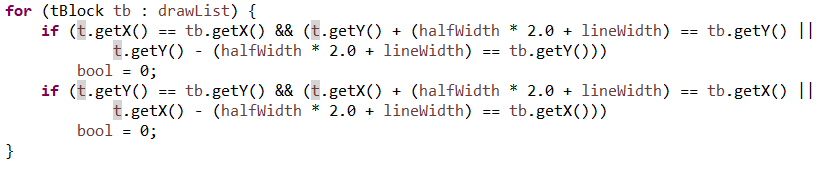 for (tBlock tb : drawList) {
    if (t.getX() == tb.getX() && (t.getY() + (halfWidth * 2.0 + lineWidth) == tb.getY() ||
            t.getY() - (halfWidth * 2.0 + lineWidth) == tb.getY()))
        bool = 0;
    if (t.getY() == tb.getY() && (t.getX() + (halfWidth * 2.0 + lineWidth) == tb.getX() ||
            t.getX() - (halfWidth * 2.0 + lineWidth) == tb.getX()))
        bool = 0;
}